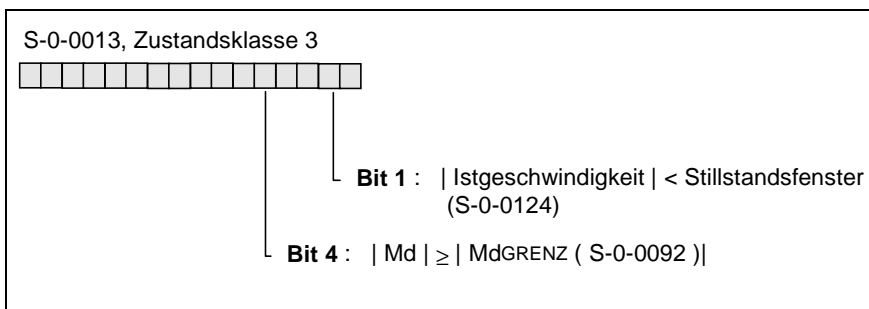 S-0-0013, Zustandsklasse 3
Bit 1 : | Istgeschwindigkeit | < Stillstandsfenster
(S-0-0124)
Bit 4 : | Md | ≥ | MdGRENZ ( S-0-0092 )|